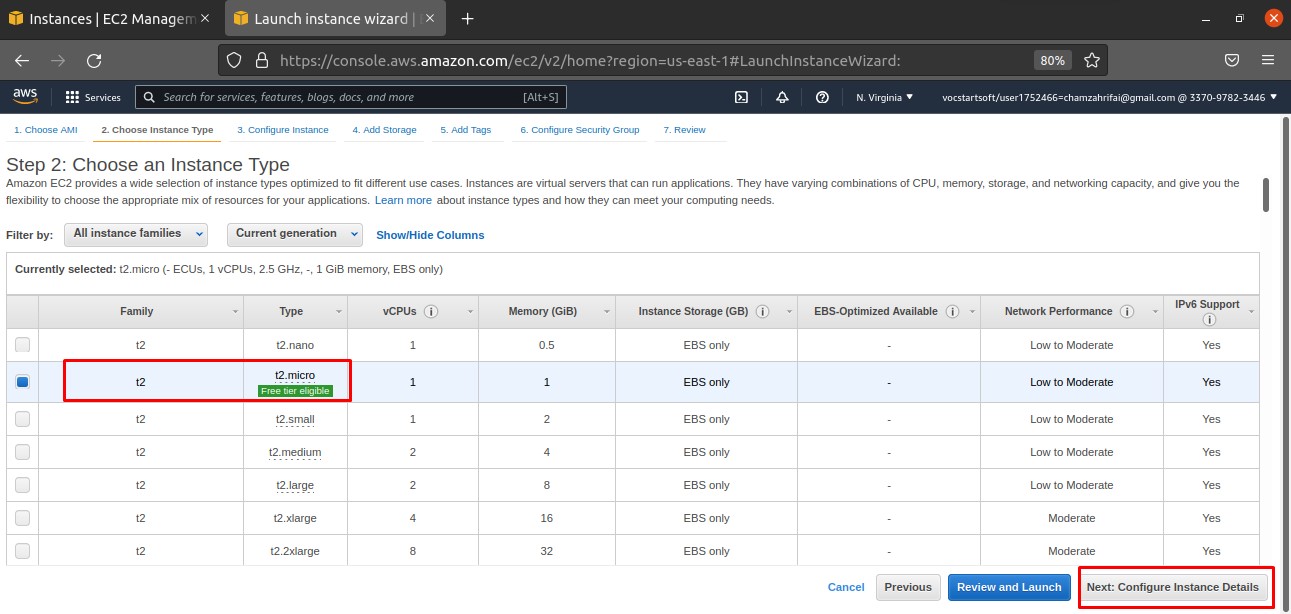 Instances | EC2 Managem
Launch instance wizard |
https://console.aws.amazon.com/ec2/v2/home?region=us-east-1#LaunchInstanceWizard:
80%
aws
Services
Search for services, features, blogs, docs, and more
[Alt+S]
N. Virginia
vocstartsoft/user1752466=chamzahrifai@gmail.com @ 3370-9782-3446
1. Choose AMI 2. Choose Instance Type 3. Configure Instance 4. Add Storage 5. Add Tags 6. Configure Security Group 7. Review
Step 2: Choose an Instance Type
Amazon EC2 provides a wide selection of instance types optimized to fit different use cases. Instances are virtual servers that can run applications. They have varying combinations of CPU, memory, storage, and networking capacity, and give you the
flexibility to choose the appropriate mix of resources for your applications. Learn more about instance types and how they can meet your computing needs.
Filter by: All instance families Current generation Show/Hide Columns
Currently selected: t2.micro (- ECUs, 1 vCPUs, 2.5 GHz, -, 1 GiB memory, EBS only)
Family Type vCPUs Memory (GiB) Instance Storage (GB) EBS-Optimized Available Network Performance IPv6 Support
t2 t2.nano 1 0.5 EBS only - Low to Moderate Yes
t2 t2.micro 1 1 EBS only - Low to Moderate Yes
Free tier eligible
t2 t2.small 1 2 EBS only - Low to Moderate Yes
t2 t2.medium 2 4 EBS only - Low to Moderate Yes
t2 t2.large 2 8 EBS only - Low to Moderate Yes
t2 t2.xlarge 4 16 EBS only - Moderate Yes
t2 t2.2xlarge 8 32 EBS only - Moderate Yes
Cancel Previous Review and Launch Next: Configure Instance Details